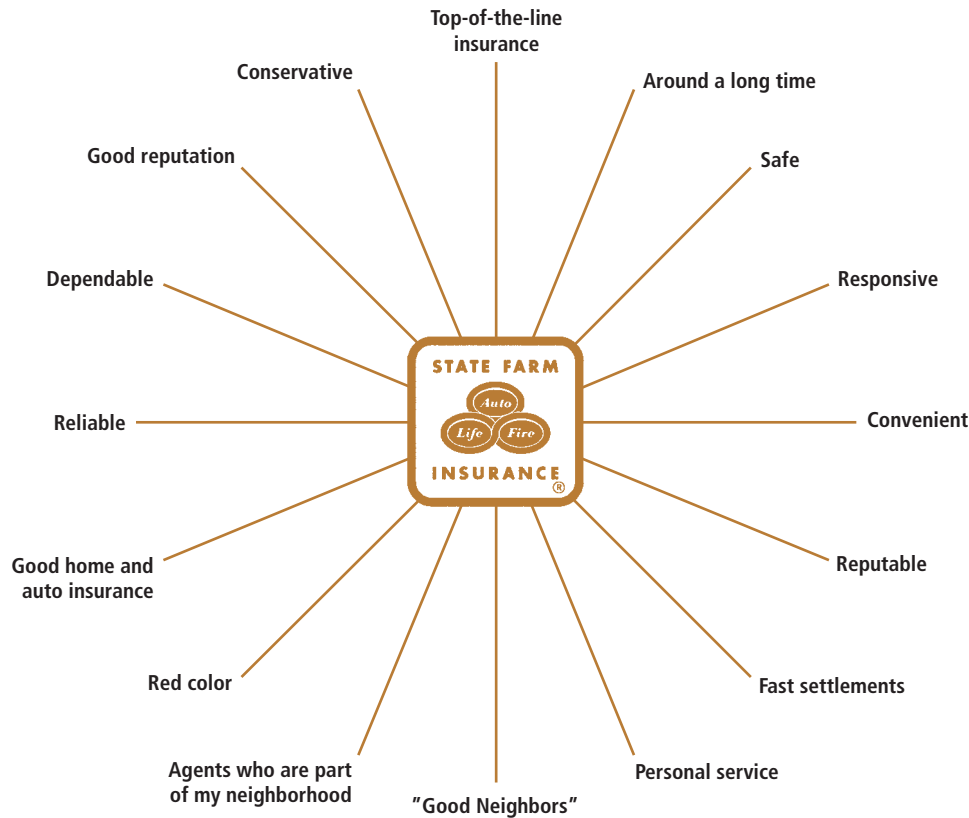 Top-of-the-line
insurance
Conservative
Around a long time
Good reputation
Safe
Dependable
Responsive
STATE FARM
Auto
Life Fire
INSURANCE
®
Reliable
Convenient
Good home and
auto insurance
Reputable
Red color
Fast settlements
Agents who are part
of my neighborhood
"Good Neighbors"
Personal service